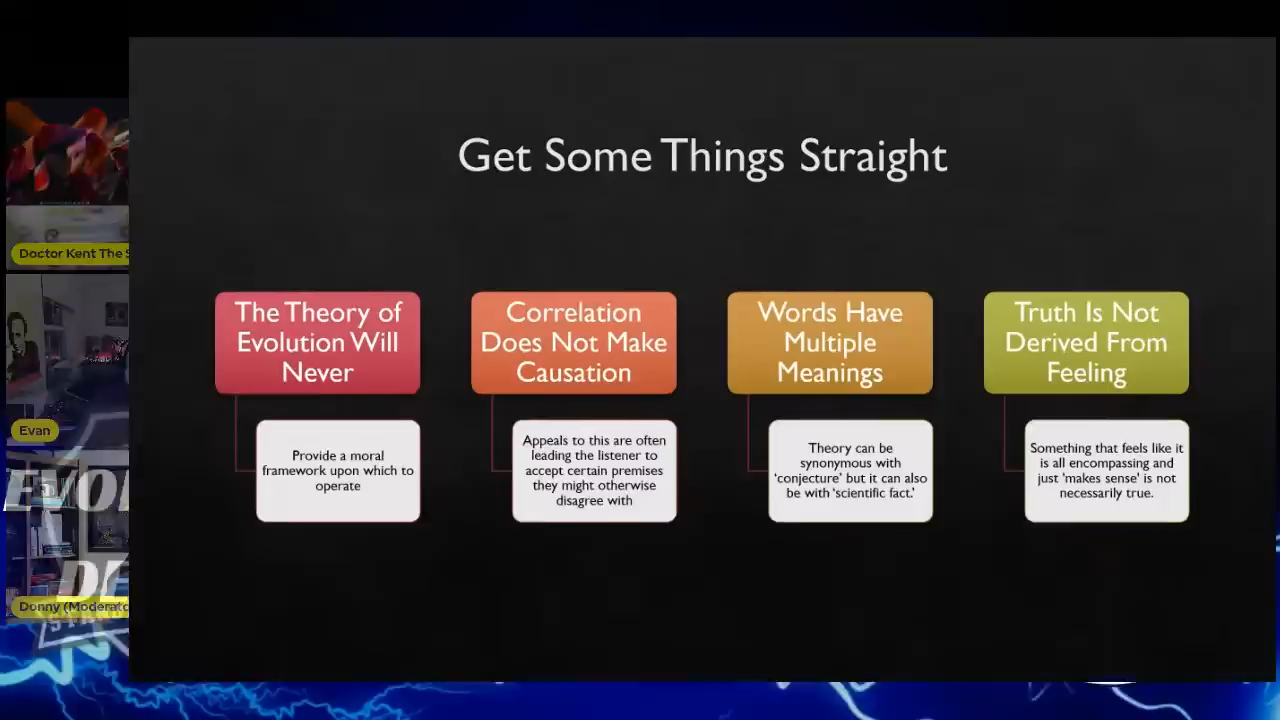 Get Some Things Straight
The Theory of
Evolution Will
Never
Provide a moral
framework upon which to
operate
Correlation
Does Not Make
Causation
Appeals to this are often
leading the listener to
accept certain premises
they might otherwise
disagree with
Words Have
Multiple
Meanings
Theory can be
synonymous with
'conjecture' but it can also
be with 'scientific fact.'
Truth Is Not
Derived From
Feeling
Something that feels like it
is all encompassing and
just 'makes sense' is not
necessarily true.
Doctor Kent The
Evan
Donny (Moderato